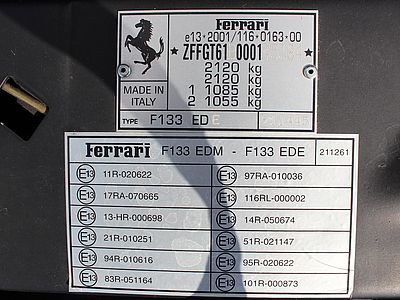 Ferrari
e13*2001/116*0163*00
*ZFFGT61 0001
2120 kg
2120 kg
1 1085 kg
2 1055 kg
MADE IN
ITALY
TYPE F133 EDE
Ferrari F133 EDM - F133 EDE 211261
E13 11R-020622
E13 17RA-070665
E13 13-HR-000698
E13 21R-010251
E13 94R-010616
E13 83R-051164
E13 97RA-010036
E13 116RL-000002
E13 14R-050674
E13 51R-021147
E13 95R-020622
E13 101R-000873